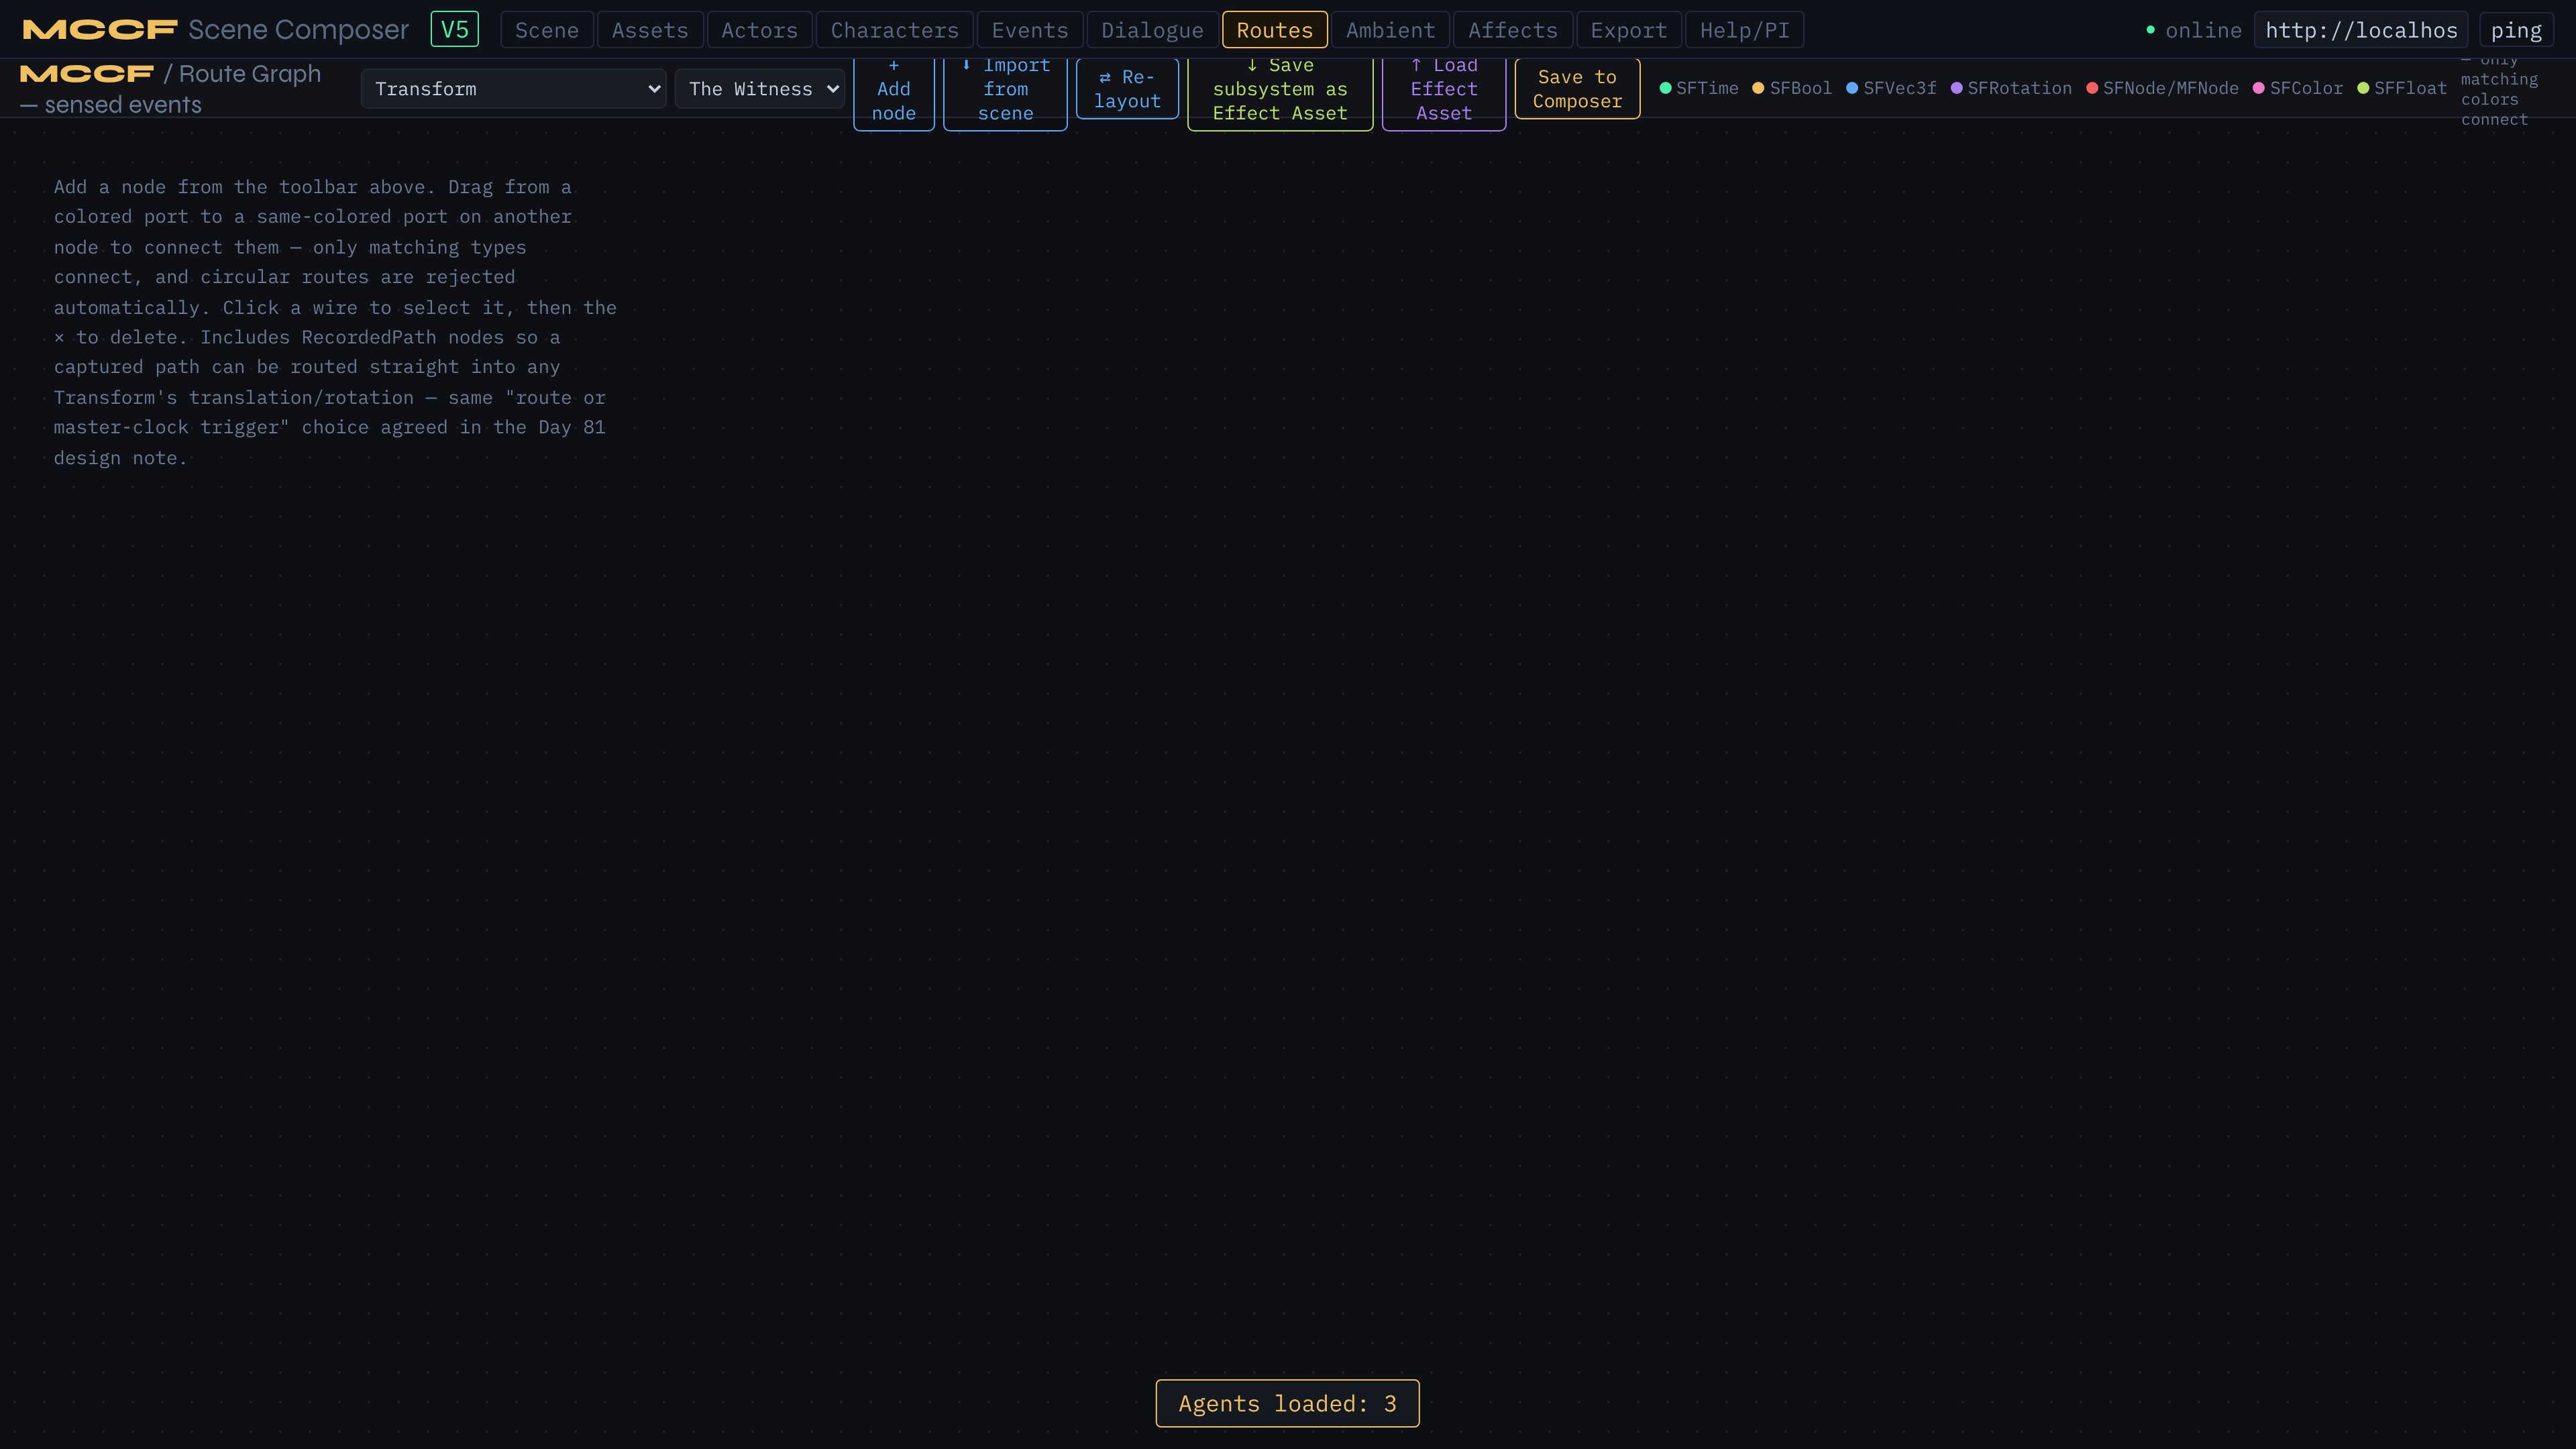 MCCF Scene Composer V5 Scene Assets Actors Characters Events Dialogue Routes Ambient Affects Export Help/PI online http://localhos ping
MCCF / Route Graph
— sensed events
Transform
The Witness
+
Add
node
⬇ Import
from
scene
⇄ Re-
layout
↓ Save
subsystem as
Effect Asset
↑ Load
Effect
Asset
Save to
Composer
SFTime SFBool SFVec3f SFRotation SFNode/MFNode SFColor SFFloat
— only
matching
colors
connect
Add a node from the toolbar above. Drag from a
colored port to a same-colored port on another
node to connect them — only matching types
connect, and circular routes are rejected
automatically. Click a wire to select it, then the
× to delete. Includes RecordedPath nodes so a
captured path can be routed straight into any
Transform's translation/rotation — same "route or
master-clock trigger" choice agreed in the Day 81
design note.
Agents loaded: 3